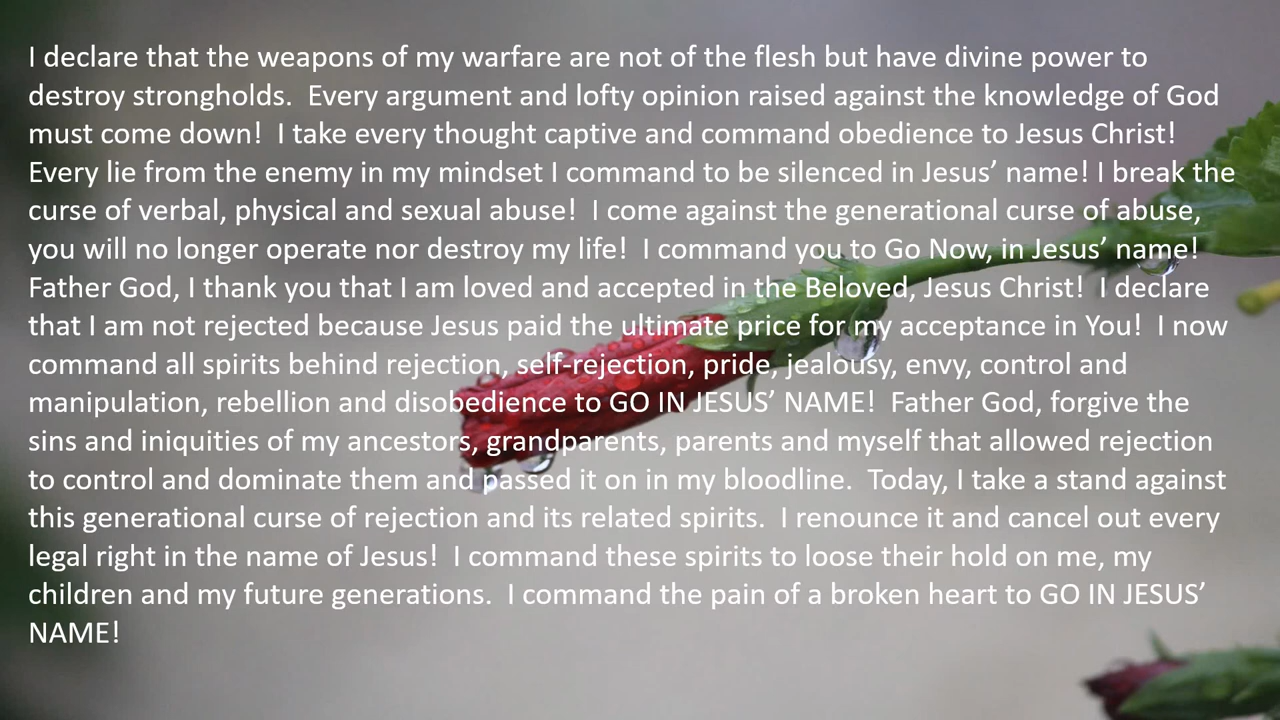 I declare that the weapons of my warfare are not of the flesh but have divine power to
destroy strongholds.  Every argument and lofty opinion raised against the knowledge of God
must come down!  I take every thought captive and command obedience to Jesus Christ!
Every lie from the enemy in my mindset I command to be silenced in Jesus’ name! I break the
curse of verbal, physical and sexual abuse!  I come against the generational curse of abuse,
you will no longer operate nor destroy my life!  I command you to Go Now, in Jesus’ name!
Father God, I thank you that I am loved and accepted in the Beloved, Jesus Christ!  I declare
that I am not rejected because Jesus paid the ultimate price for my acceptance in You!  I now
command all spirits behind rejection, self-rejection, pride, jealousy, envy, control and
manipulation, rebellion and disobedience to GO IN JESUS’ NAME!  Father God, forgive the
sins and iniquities of my ancestors, grandparents, parents and myself that allowed rejection
to control and dominate them and passed it on in my bloodline.  Today, I take a stand against
this generational curse of rejection and its related spirits.  I renounce it and cancel out every
legal right in the name of Jesus!  I command these spirits to loose their hold on me, my
children and my future generations.  I command the pain of a broken heart to GO IN JESUS’
NAME!